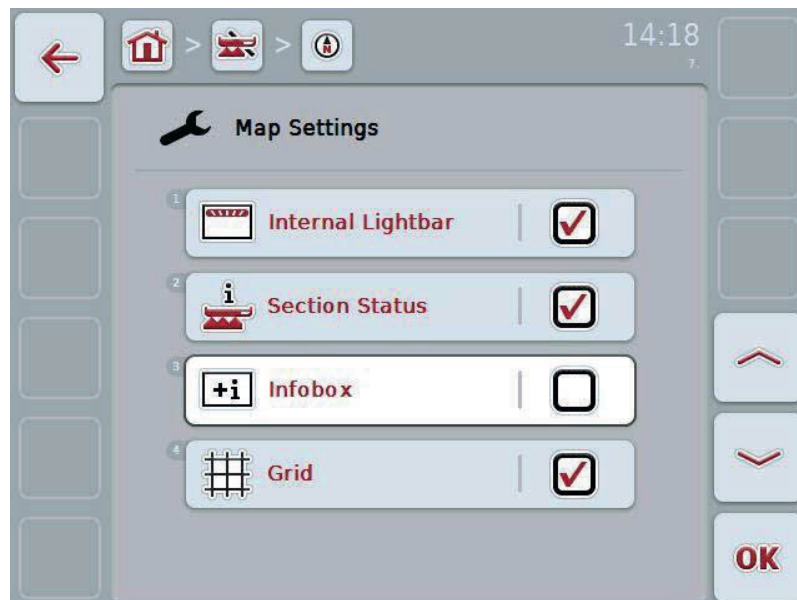 14:18
7.
Map Settings
1
Internal Lightbar
2
i
Section Status
3
+i
Infobox
4
Grid
OK